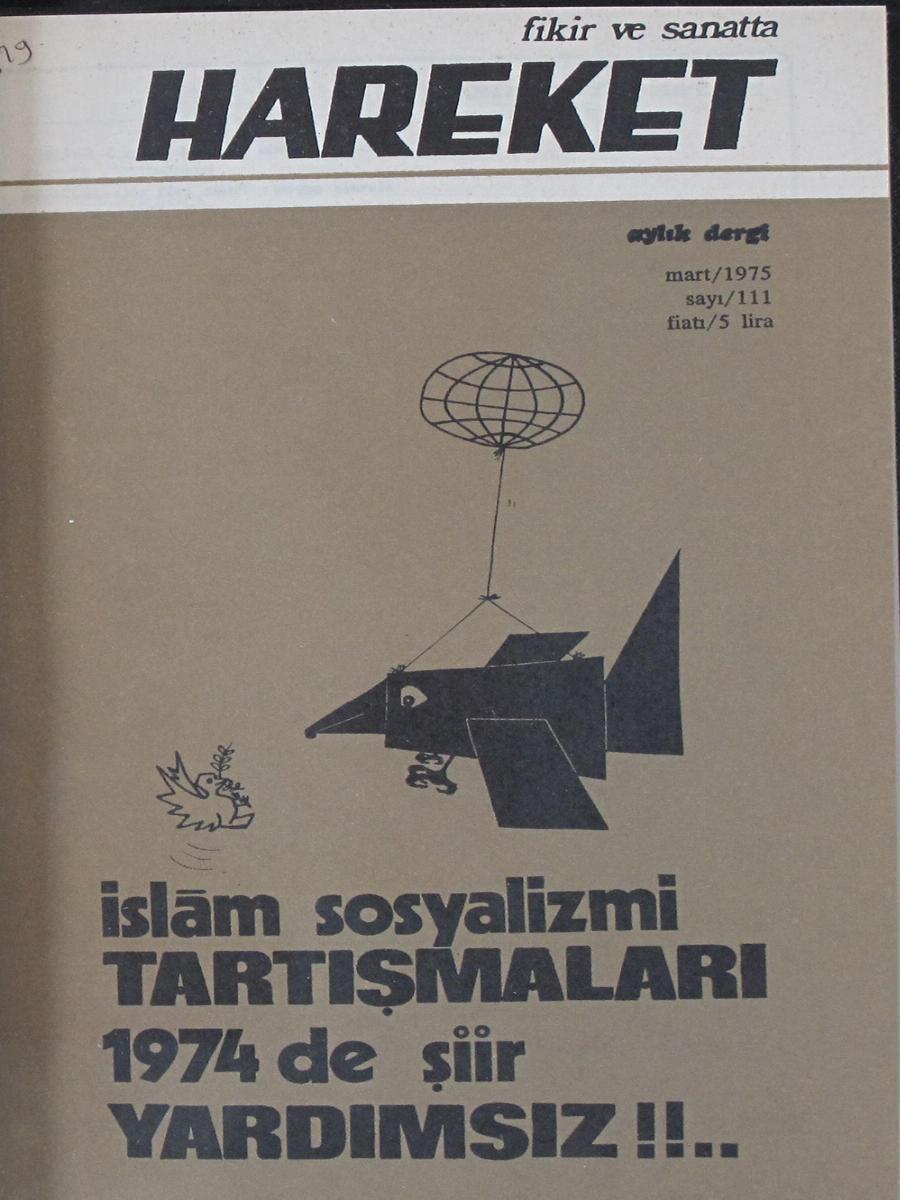 19
fikir ve sanatta
HAREKET
aylık dergi
mart/1975
sayı/111
fiatı/5 lira
islām sosyalizmi
TARTIŞMALARI
1974 de şiir
YARDIMSIZ !!..